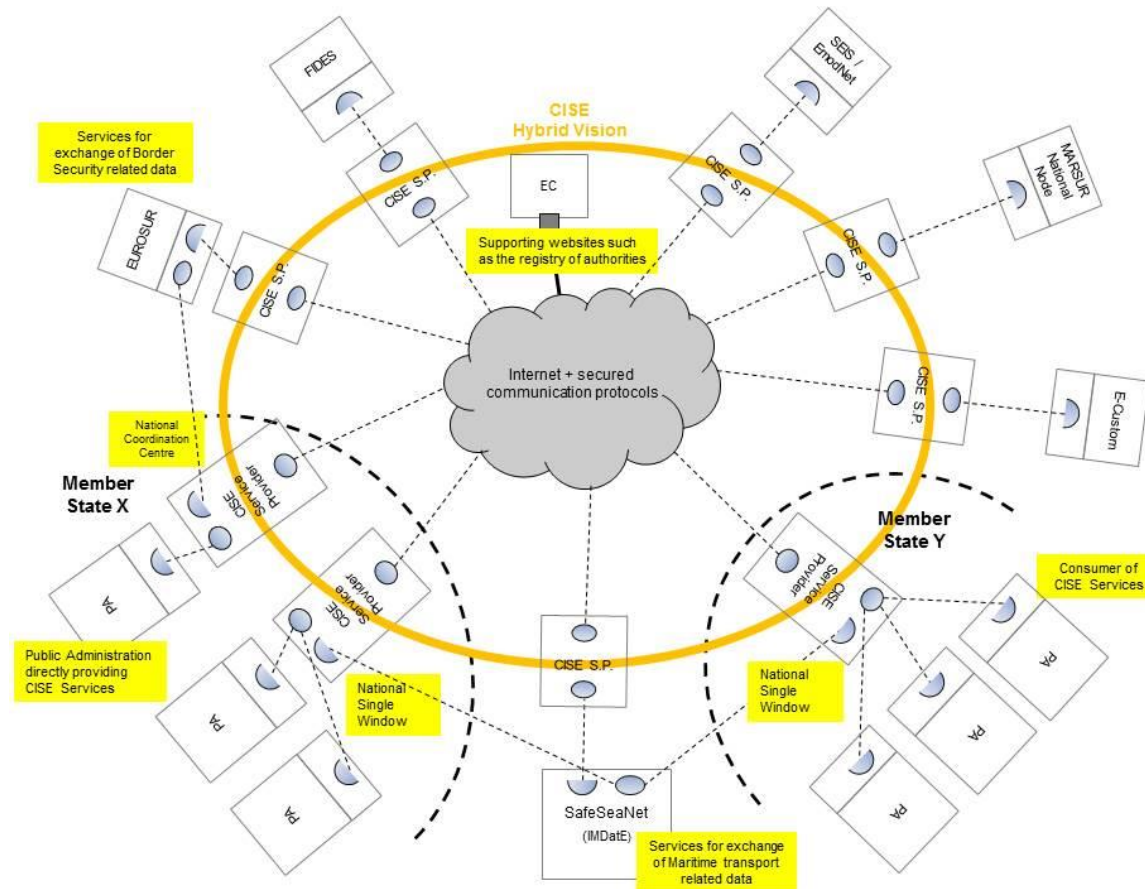 FIDES
SEIS /
EmodNet
CISE
Hybrid Vision
Services for
exchange of Border
Security related data
CISE S.P.
EC
CISE S.P.
MARSUR
National
Node
EUROSUR
CISE S.P.
Supporting websites such
as the registry of authorities
CISE S.P.
Internet + secured
communication protocols
CISE S.P.
E-Custom
National
Coordination
Centre
Member
State X
CISE
Service
Provider
Member
State Y
CISE
Service
Provider
CISE
Service
Provider
Consumer of
CISE Services
PA
Public Administration
directly providing
CISE Services
CISE S.P.
National
Single
Window
National
Single
Window
PA
PA
PA
PA
PA
SafeSeaNet
(IMDatE)
Services for exchange
of Maritime transport
related data